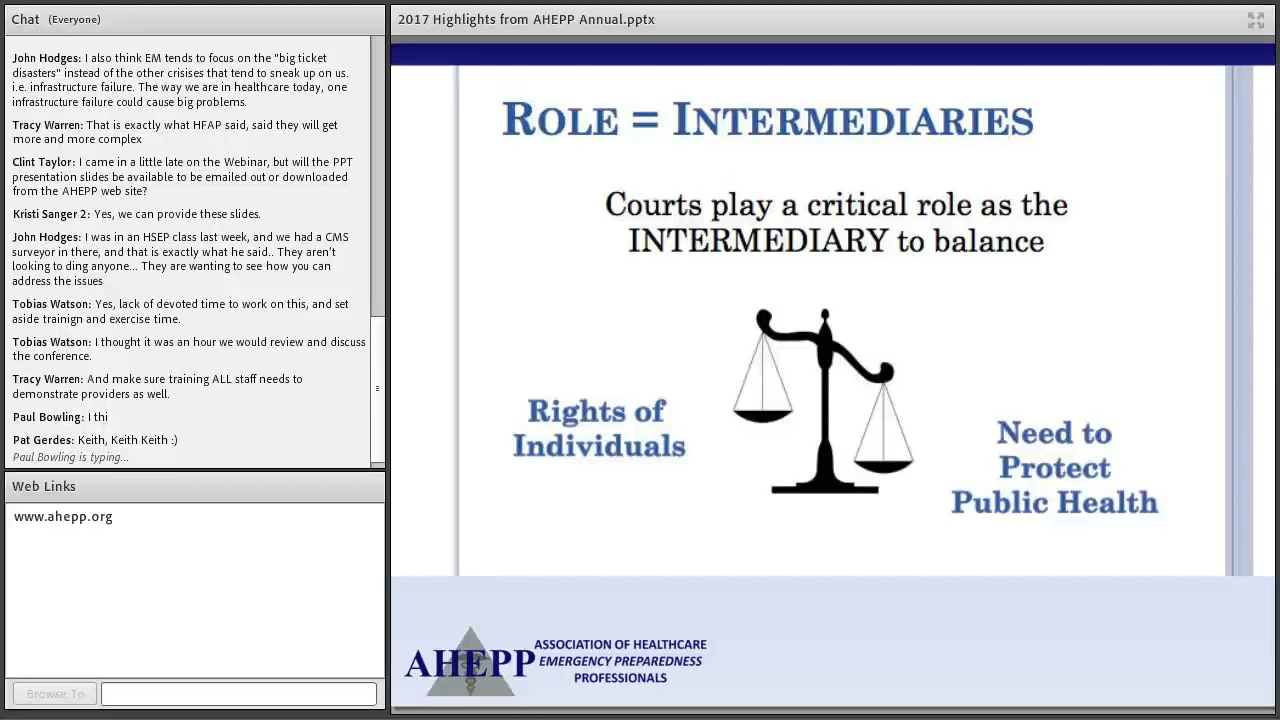 Chat (Everyone)
John Hodges: I also think EM tends to focus on the "big ticket
disasters" instead of the other crisises that tend to sneak up on us.
i.e. infrastructure failure. The way we are in healthcare today, one
infrastructure failure could cause big problems.
Tracy Warren: That is exactly what HFAP said, said they will get
more and more complex
Clint Taylor: I came in a little late on the Webinar, but will the PPT
presentation slides be available to be emailed out or downloaded
from the AHEPP web site?
Kristi Sanger 2: Yes, we can provide these slides.
John Hodges: I was in an HSEP class last week, and we had a CMS
surveyor in there, and that is exactly what he said.. They aren't
looking to ding anyone... They are wanting to see how you can
address the issues
Tobias Watson: Yes, lack of devoted time to work on this, and set
aside trainign and exercise time.
Tobias Watson: I thought it was an hour we would review and discuss
the conference.
Tracy Warren: And make sure training ALL staff needs to
demonstrate providers as well.
Paul Bowling: I thi
Pat Gerdes: Keith, Keith Keith :)
Paul Bowling is typing...
Web Links
www.ahepp.org
Browse To
2017 Highlights from AHEPP Annual.pptx
ROLE = INTERMEDIARIES
Courts play a critical role as the
INTERMEDIARY to balance
Rights of
Individuals
Need to
Protect
Public Health
AHEPP
ASSOCIATION OF HEALTHCARE
EMERGENCY PREPAREDNESS
PROFESSIONALS